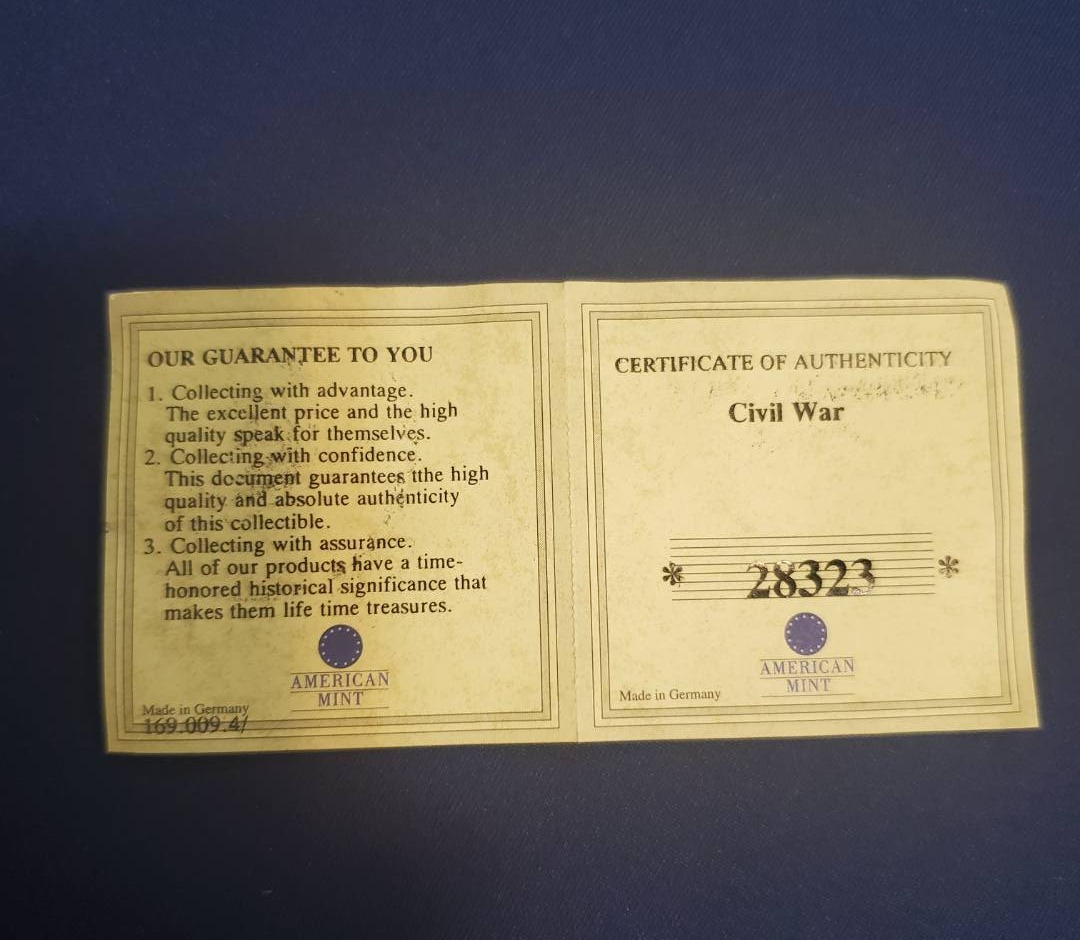 OUR GUARANTEE TO YOU
1. Collecting with advantage.
The excellent price and the high
quality speak for themselves.
2. Collecting with confidence.
This document guarantees tthe high
quality and absolute authenticity
of this collectible.
3. Collecting with assurance.
All of our products have a time-
honored historical significance that
makes them life time treasures.
AMERICAN
MINT
Made in Germany
169.009.4/
CERTIFICATE OF AUTHENTICITY
Civil War
* 28323 *
AMERICAN
MINT
Made in Germany